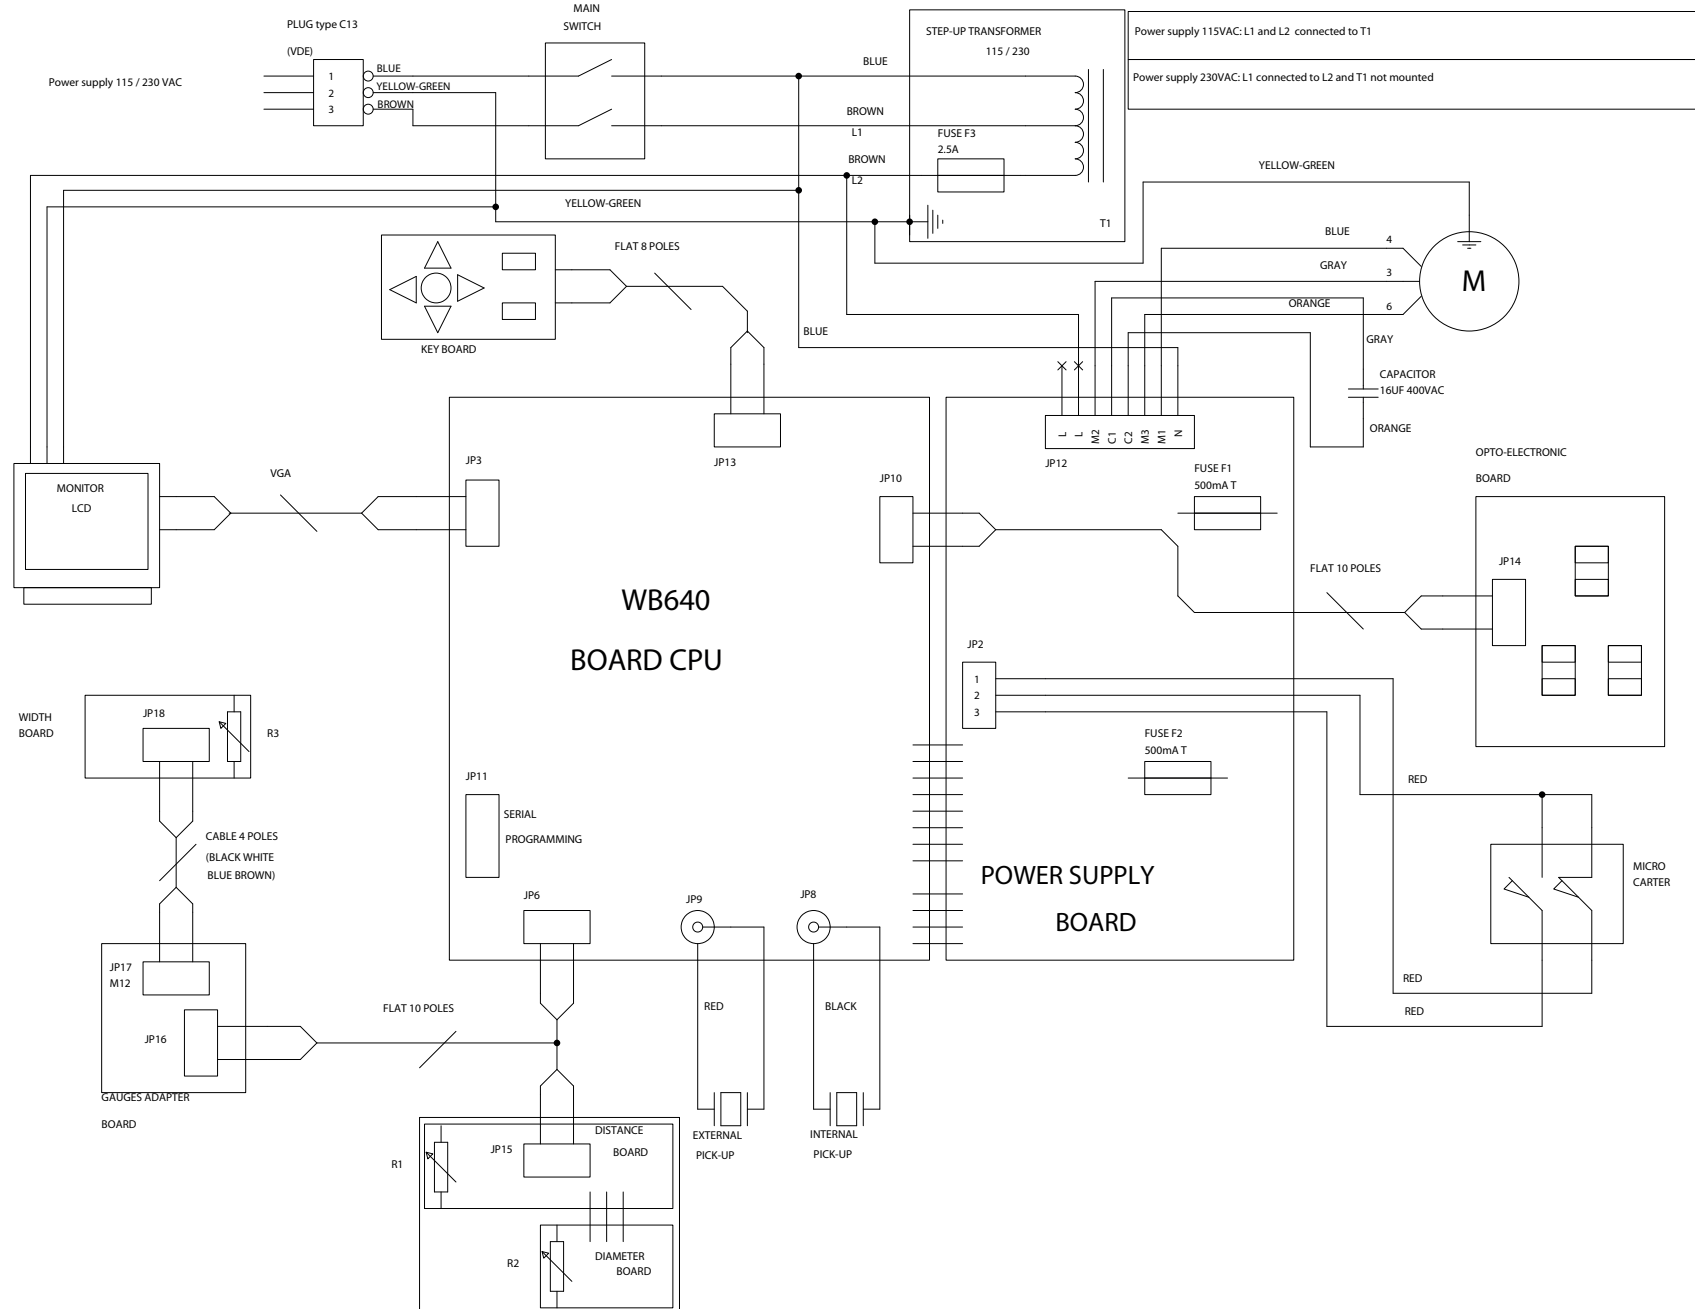 MAIN
SWITCH
PLUG type C13
(VDE)
Power supply 115 / 230 VAC
1
2
3
BLUE
YELLOW-GREEN
BROWN
BLUE
BROWN
L1
BROWN
L2
STEP-UP TRANSFORMER
115 / 230
FUSE F3
2.5A
T1
Power supply 115VAC: L1 and L2 connected to T1
Power supply 230VAC: L1 connected to L2 and T1 not mounted
YELLOW-GREEN
YELLOW-GREEN
BLUE
4
GRAY
3
ORANGE
6
M
GRAY
CAPACITOR
16UF 400VAC
ORANGE
FLAT 8 POLES
KEY BOARD
BLUE
JP13
L
L
M2
C1
C2
M3
M1
N
JP12
FUSE F1
500mA T
MONITOR
LCD
VGA
JP3
JP10
OPTO-ELECTRONIC
BOARD
JP14
FLAT 10 POLES
WB640
BOARD CPU
JP2
1
2
3
FUSE F2
500mA T
WIDTH
BOARD
JP18
R3
JP11
SERIAL
PROGRAMMING
CABLE 4 POLES
(BLACK WHITE
BLUE BROWN)
RED
MICRO
CARTER
POWER SUPPLY
BOARD
JP6
JP9
JP8
JP17
M12
JP16
GAUGES ADAPTER
BOARD
FLAT 10 POLES
RED
BLACK
RED
RED
EXTERNAL
PICK-UP
INTERNAL
PICK-UP
DISTANCE
BOARD
JP15
R1
R2
DIAMETER
BOARD